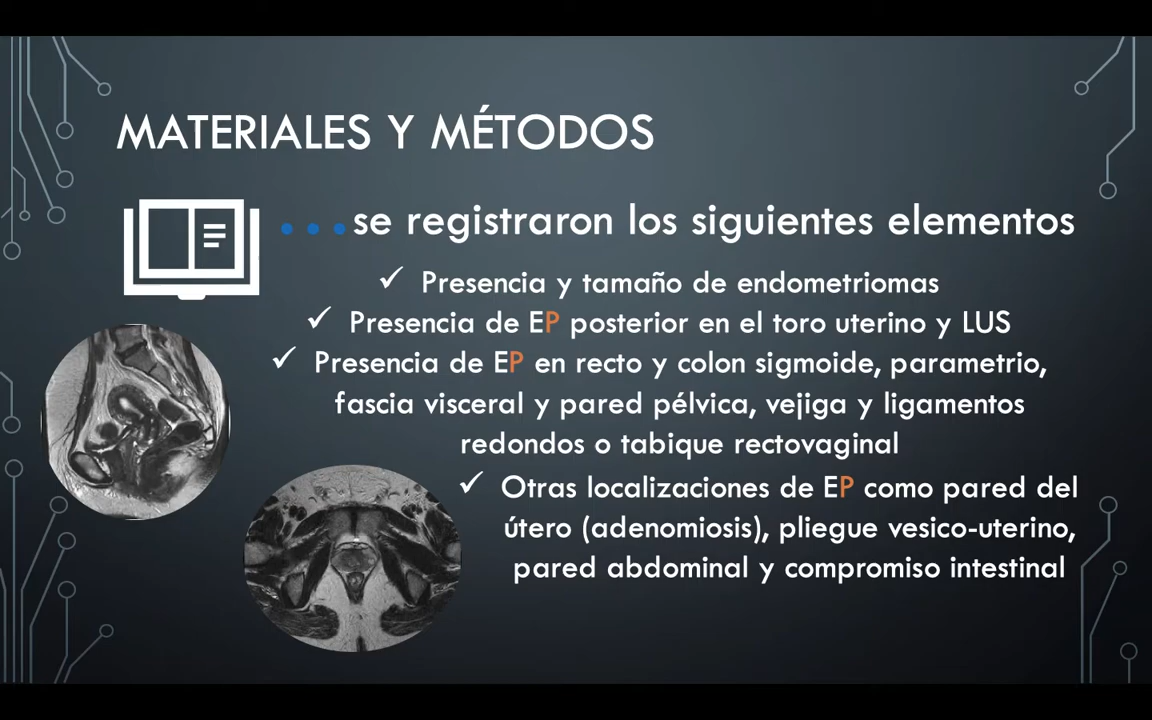 MATERIALES Y MÉTODOS
...se registraron los siguientes elementos
✓ Presencia y tamaño de endometriomas
✓ Presencia de EP posterior en el toro uterino y LUS
✓ Presencia de EP en recto y colon sigmoide, parametrio,
fascia visceral y pared pélvica, vejiga y ligamentos
redondos o tabique rectovaginal
✓ Otras localizaciones de EP como pared del
útero (adenomiosis), pliegue vesico-uterino,
pared abdominal y compromiso intestinal